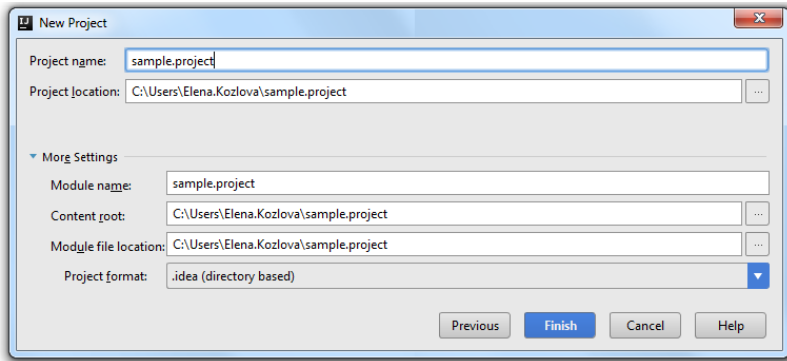 New Project
Project name: sample.project
Project location: C:\Users\Elena.Kozlova\sample.project ...
More Settings
Module name: sample.project
Content root: C:\Users\Elena.Kozlova\sample.project ...
Module file location: C:\Users\Elena.Kozlova\sample.project ...
Project format: .idea (directory based)
Previous Finish Cancel Help